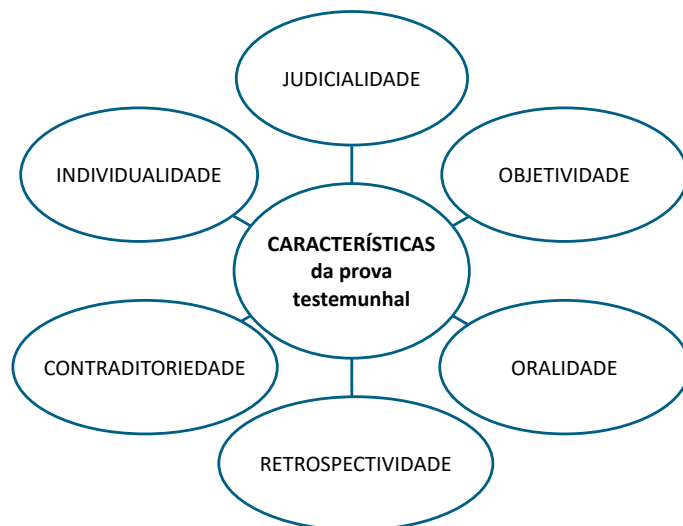 JUDICIALIDADE
INDIVIDUALIDADE
OBJETIVIDADE
CARACTERÍSTICAS
da prova
testemunhal
CONTRADITORIEDADE
ORALIDADE
RETROSPECTIVIDADE